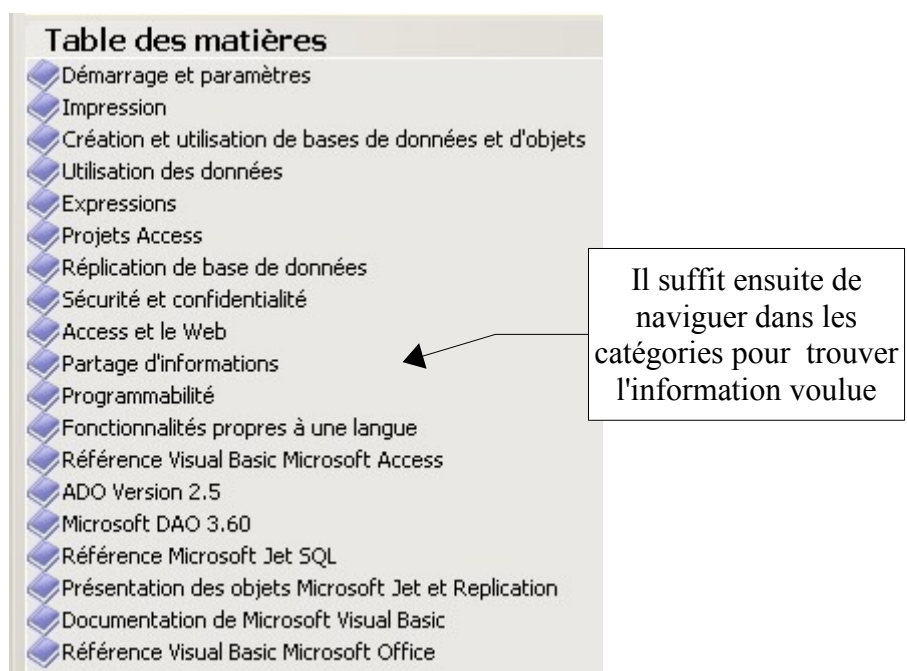 Table des matières
Démarrage et paramètres
Impression
Création et utilisation de bases de données et d'objets
Utilisation des données
Expressions
Projets Access
Réplication de base de données
Sécurité et confidentialité
Access et le Web
Partage d'informations
Programmabilité
Fonctionnalités propres à une langue
Référence Visual Basic Microsoft Access
ADO Version 2.5
Microsoft DAO 3.60
Référence Microsoft Jet SQL
Présentation des objets Microsoft Jet et Replication
Documentation de Microsoft Visual Basic
Référence Visual Basic Microsoft Office
Il suffit ensuite de
naviguer dans les
catégories pour trouver
l'information voulue